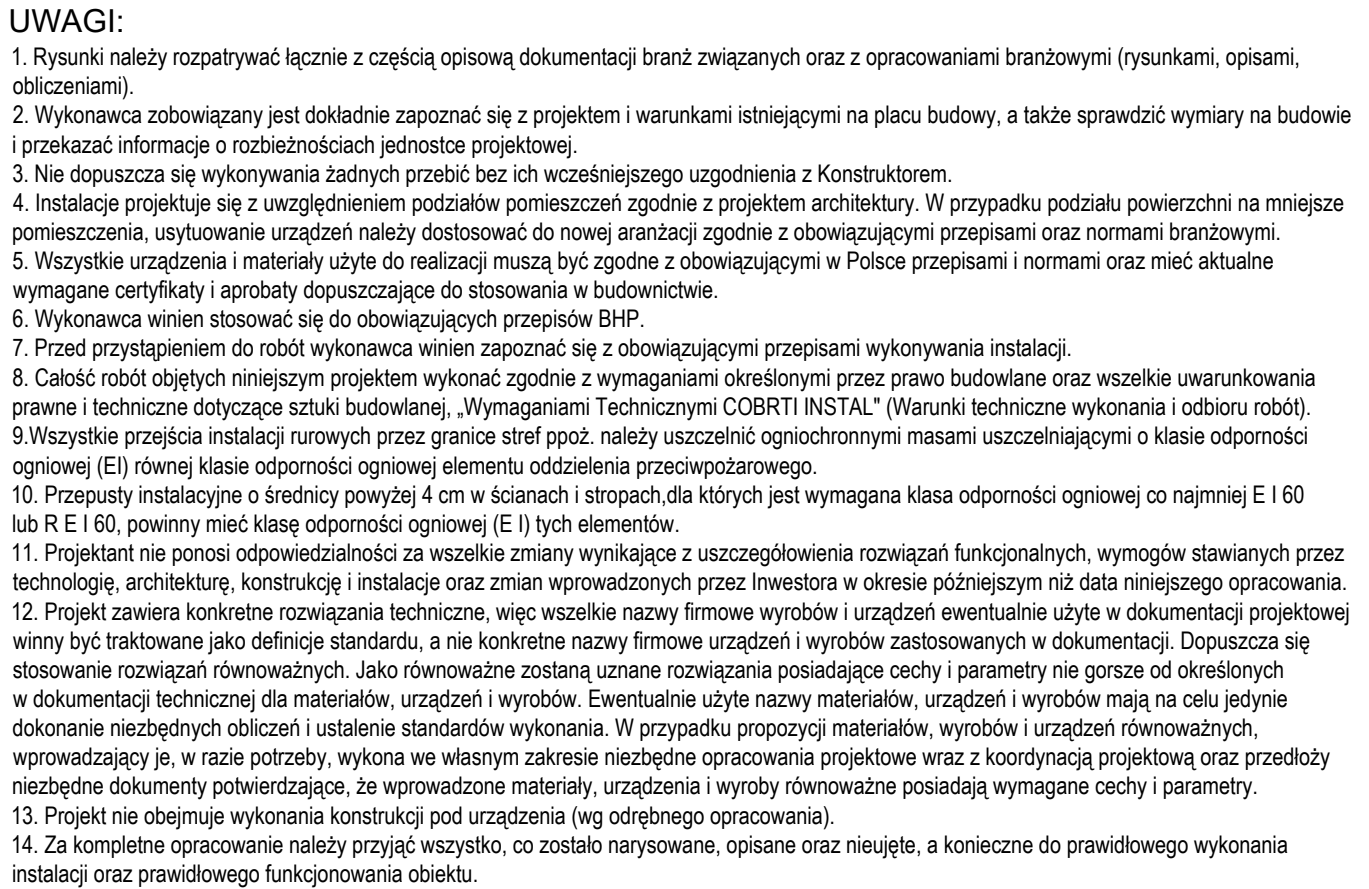 UWAGI:
1. Rysunki należy rozpatrywać łącznie z częścią opisową dokumentacji branż związanych oraz z opracowaniami branżowymi (rysunkami, opisami,
obliczeniami).
2. Wykonawca zobowiązany jest dokładnie zapoznać się z projektem i warunkami istniejącymi na placu budowy, a także sprawdzić wymiary na budowie
i przekazać informacje o rozbieżnościach jednostce projektowej.
3. Nie dopuszcza się wykonywania żadnych przebić bez ich wcześniejszego uzgodnienia z Konstruktorem.
4. Instalacje projektuje się z uwzględnieniem podziałów pomieszczeń zgodnie z projektem architektury. W przypadku podziału powierzchni na mniejsze
pomieszczenia, usytuowanie urządzeń należy dostosować do nowej aranżacji zgodnie z obowiązującymi przepisami oraz normami branżowymi.
5. Wszystkie urządzenia i materiały użyte do realizacji muszą być zgodne z obowiązującymi w Polsce przepisami i normami oraz mieć aktualne
wymagane certyfikaty i aprobaty dopuszczające do stosowania w budownictwie.
6. Wykonawca winien stosować się do obowiązujących przepisów BHP.
7. Przed przystąpieniem do robót wykonawca winien zapoznać się z obowiązującymi przepisami wykonywania instalacji.
8. Całość robót objętych niniejszym projektem wykonać zgodnie z wymaganiami określonymi przez prawo budowlane oraz wszelkie uwarunkowania
prawne i techniczne dotyczące sztuki budowlanej, „Wymaganiami Technicznymi COBRTI INSTAL" (Warunki techniczne wykonania i odbioru robót).
9.Wszystkie przejścia instalacji rurowych przez granice stref ppoż. należy uszczelnić ogniochronnymi masami uszczelniającymi o klasie odporności
ogniowej (EI) równej klasie odporności ogniowej elementu oddzielenia przeciwpożarowego.
10. Przepusty instalacyjne o średnicy powyżej 4 cm w ścianach i stropach,dla których jest wymagana klasa odporności ogniowej co najmniej E I 60
lub R E I 60, powinny mieć klasę odporności ogniowej (E I) tych elementów.
11. Projektant nie ponosi odpowiedzialności za wszelkie zmiany wynikające z uszczegółowienia rozwiązań funkcjonalnych, wymogów stawianych przez
technologię, architekturę, konstrukcję i instalacje oraz zmian wprowadzonych przez Inwestora w okresie późniejszym niż data niniejszego opracowania.
12. Projekt zawiera konkretne rozwiązania techniczne, więc wszelkie nazwy firmowe wyrobów i urządzeń ewentualnie użyte w dokumentacji projektowej
winny być traktowane jako definicje standardu, a nie konkretne nazwy firmowe urządzeń i wyrobów zastosowanych w dokumentacji. Dopuszcza się
stosowanie rozwiązań równoważnych. Jako równoważne zostaną uznane rozwiązania posiadające cechy i parametry nie gorsze od określonych
w dokumentacji technicznej dla materiałów, urządzeń i wyrobów. Ewentualnie użyte nazwy materiałów, urządzeń i wyrobów mają na celu jedynie
dokonanie niezbędnych obliczeń i ustalenie standardów wykonania. W przypadku propozycji materiałów, wyrobów i urządzeń równoważnych,
wprowadzający je, w razie potrzeby, wykona we własnym zakresie niezbędne opracowania projektowe wraz z koordynacją projektową oraz przedłoży
niezbędne dokumenty potwierdzające, że wprowadzone materiały, urządzenia i wyroby równoważne posiadają wymagane cechy i parametry.
13. Projekt nie obejmuje wykonania konstrukcji pod urządzenia (wg odrębnego opracowania).
14. Za kompletne opracowanie należy przyjąć wszystko, co zostało narysowane, opisane oraz nieujęte, a konieczne do prawidłowego wykonania
instalacji oraz prawidłowego funkcjonowania obiektu.